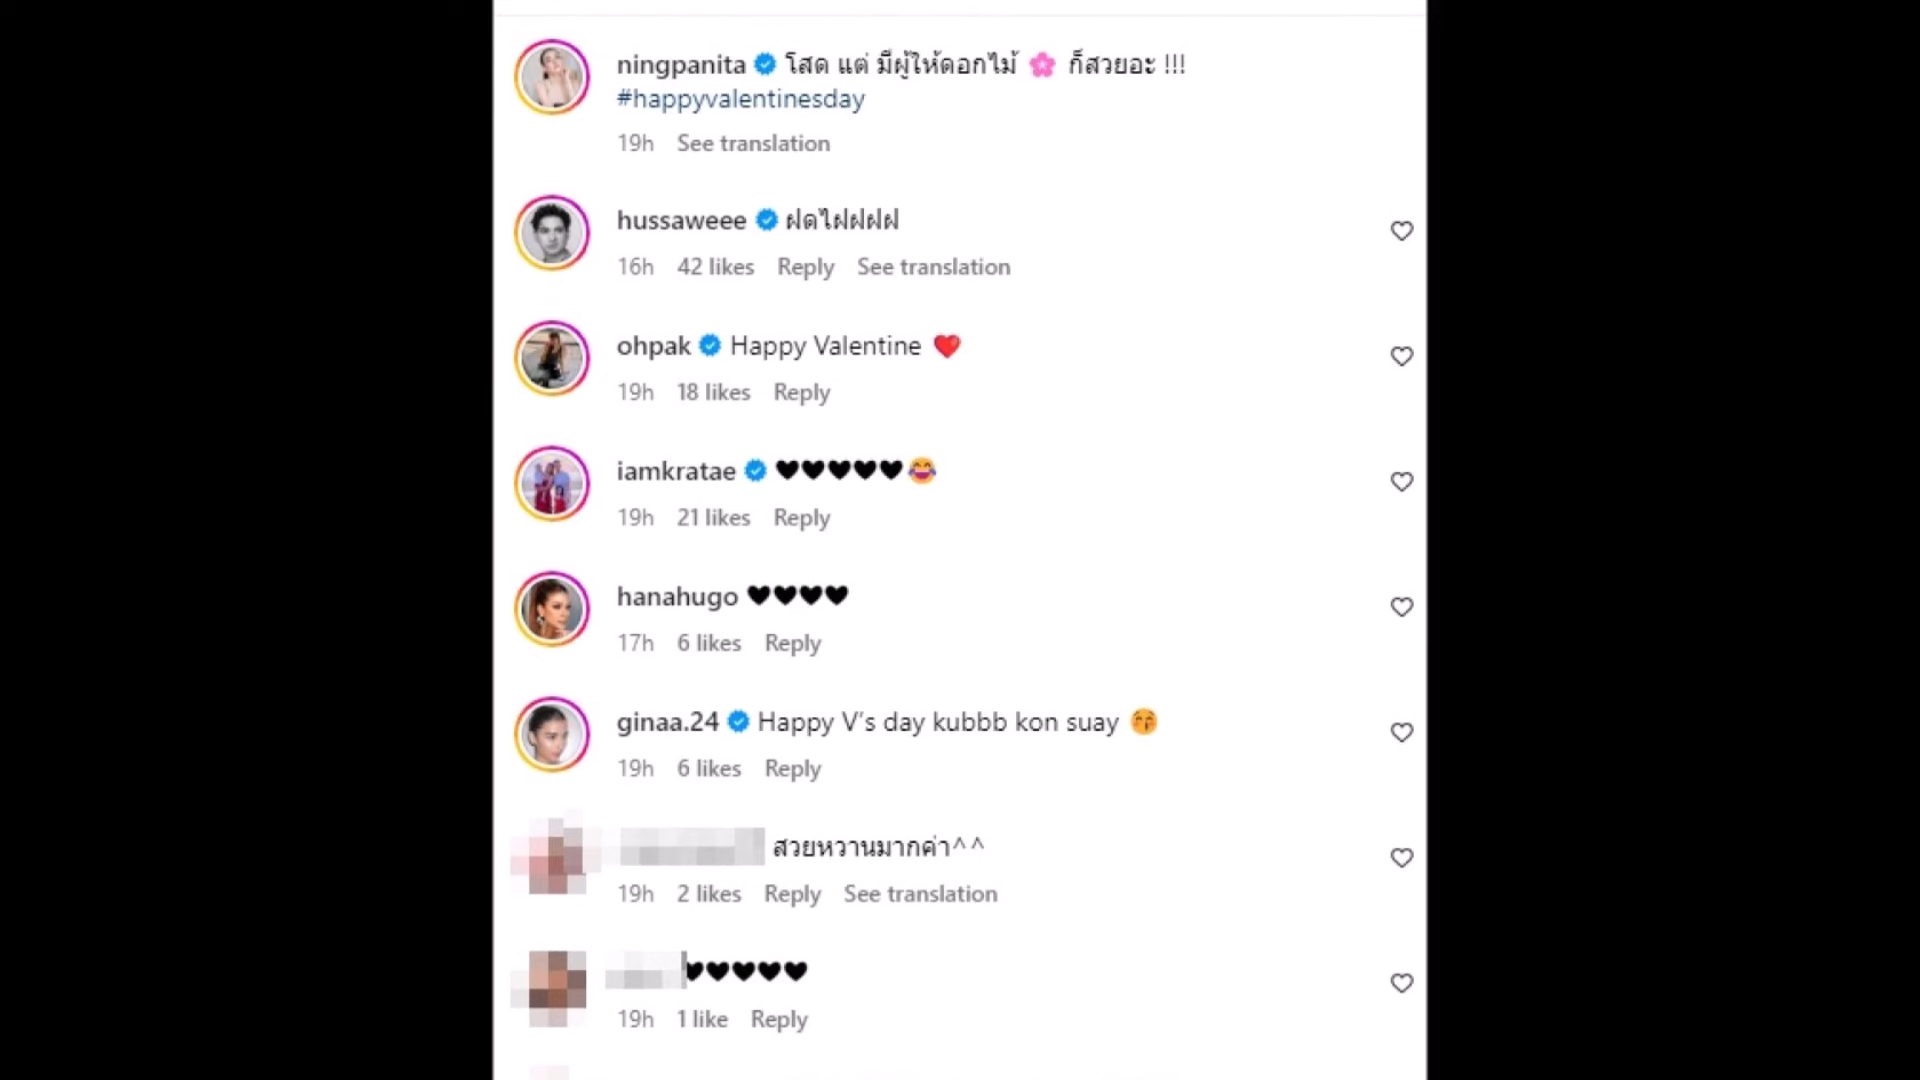 ningpanita โสด แต่ มีผู้ให้ดอกไม้ 🌸 ก็สวยอะ !!!
#happyvalentinesday
19h See translation
hussaweee ฝดไฝฝฝฝ
16h 42 likes Reply See translation
ohpak Happy Valentine ❤️
19h 18 likes Reply
iamkratae 🖤🖤🖤🖤🖤😂
19h 21 likes Reply
hanahugo 🖤🖤🖤🖤
17h 6 likes Reply
ginaa.24 Happy V's day kubbb kon suay 😚
19h 6 likes Reply
สวยหวานมากค่า^^
19h 2 likes Reply See translation
🖤🖤🖤🖤🖤
19h 1 like Reply